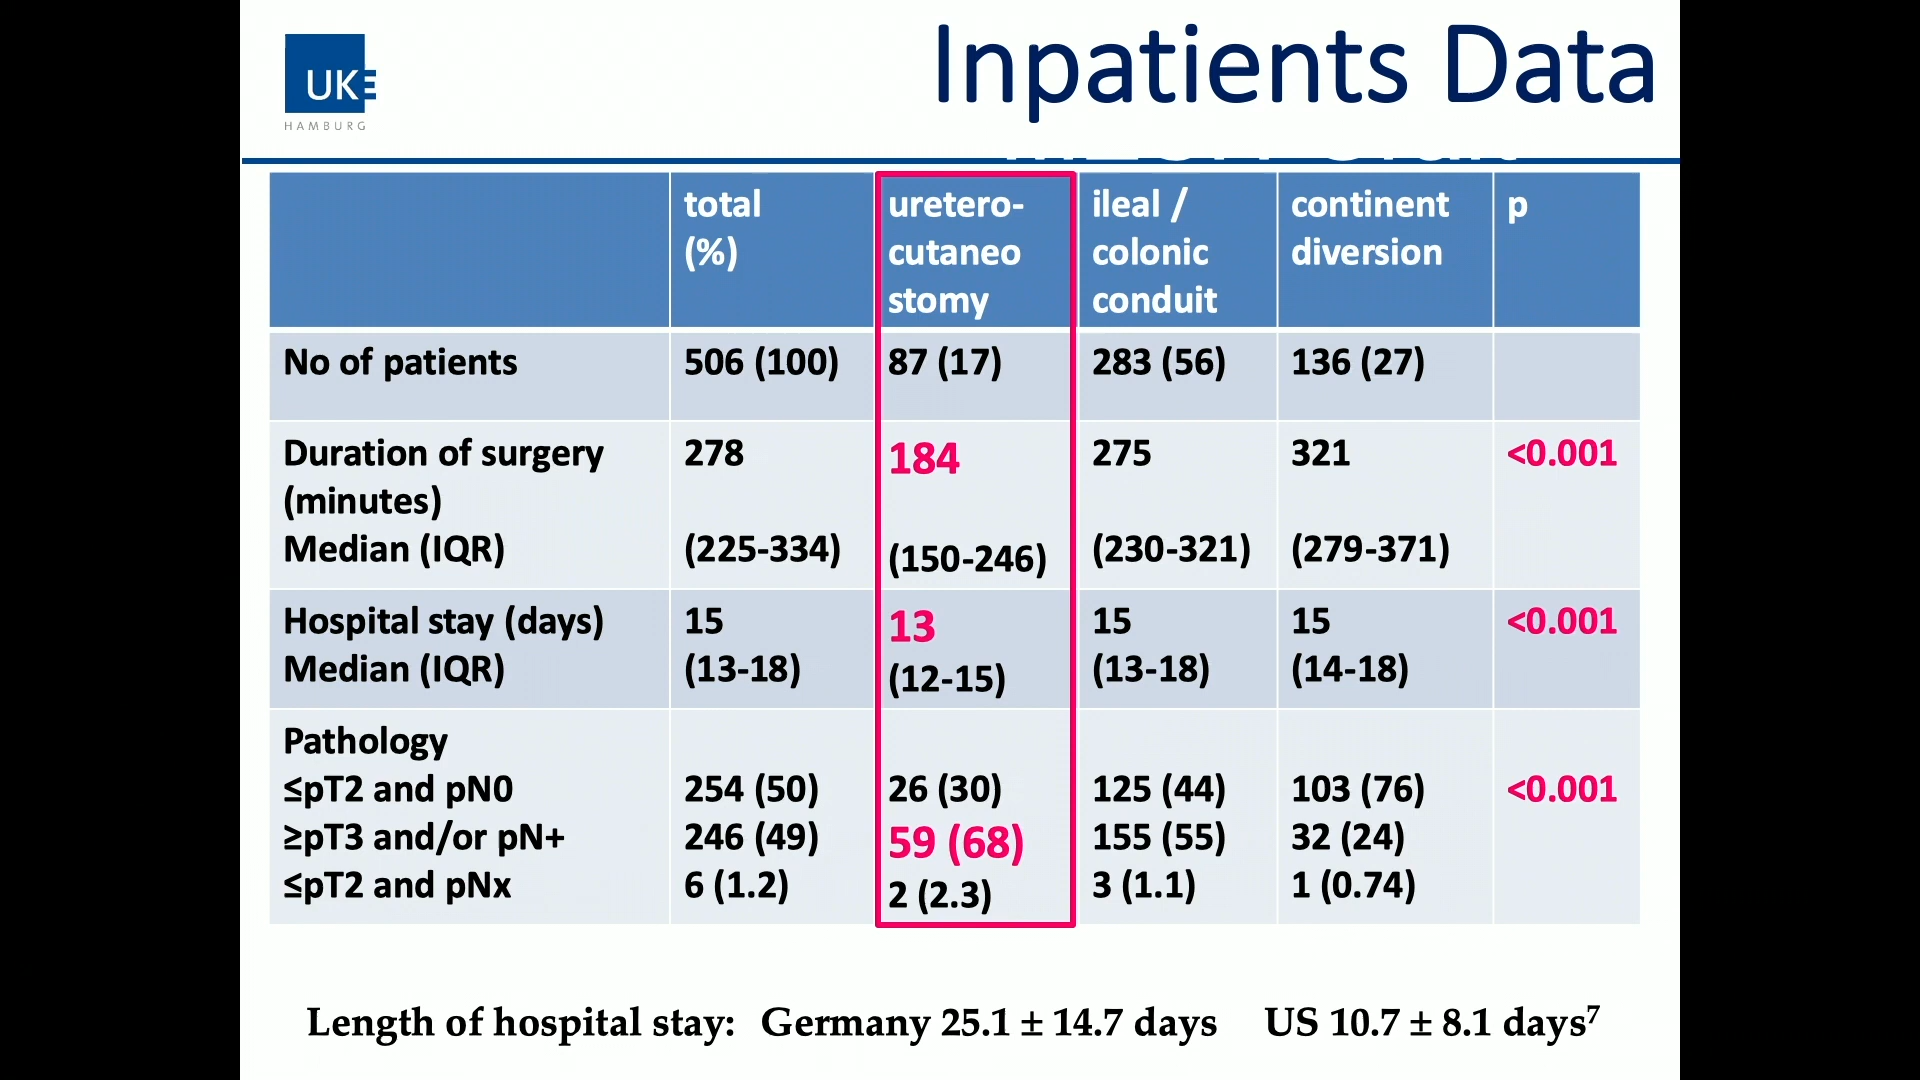 UKE
HAMBURG
Inpatients Data
total
(%)
uretero-
cutaneo
stomy
ileal /
colonic
conduit
continent
diversion
p
No of patients
506 (100)
87 (17)
283 (56)
136 (27)
Duration of surgery
(minutes)
Median (IQR)
278
(225-334)
184
(150-246)
275
(230-321)
321
(279-371)
<0.001
Hospital stay (days)
Median (IQR)
15
(13-18)
13
(12-15)
15
(13-18)
15
(14-18)
<0.001
Pathology
≤pT2 and pN0
254 (50)
26 (30)
125 (44)
103 (76)
<0.001
≥pT3 and/or pN+
246 (49)
59 (68)
155 (55)
32 (24)
≤pT2 and pNx
6 (1.2)
2 (2.3)
3 (1.1)
1 (0.74)
Length of hospital stay: Germany 25.1 ± 14.7 days US 10.7 ± 8.1 days⁷